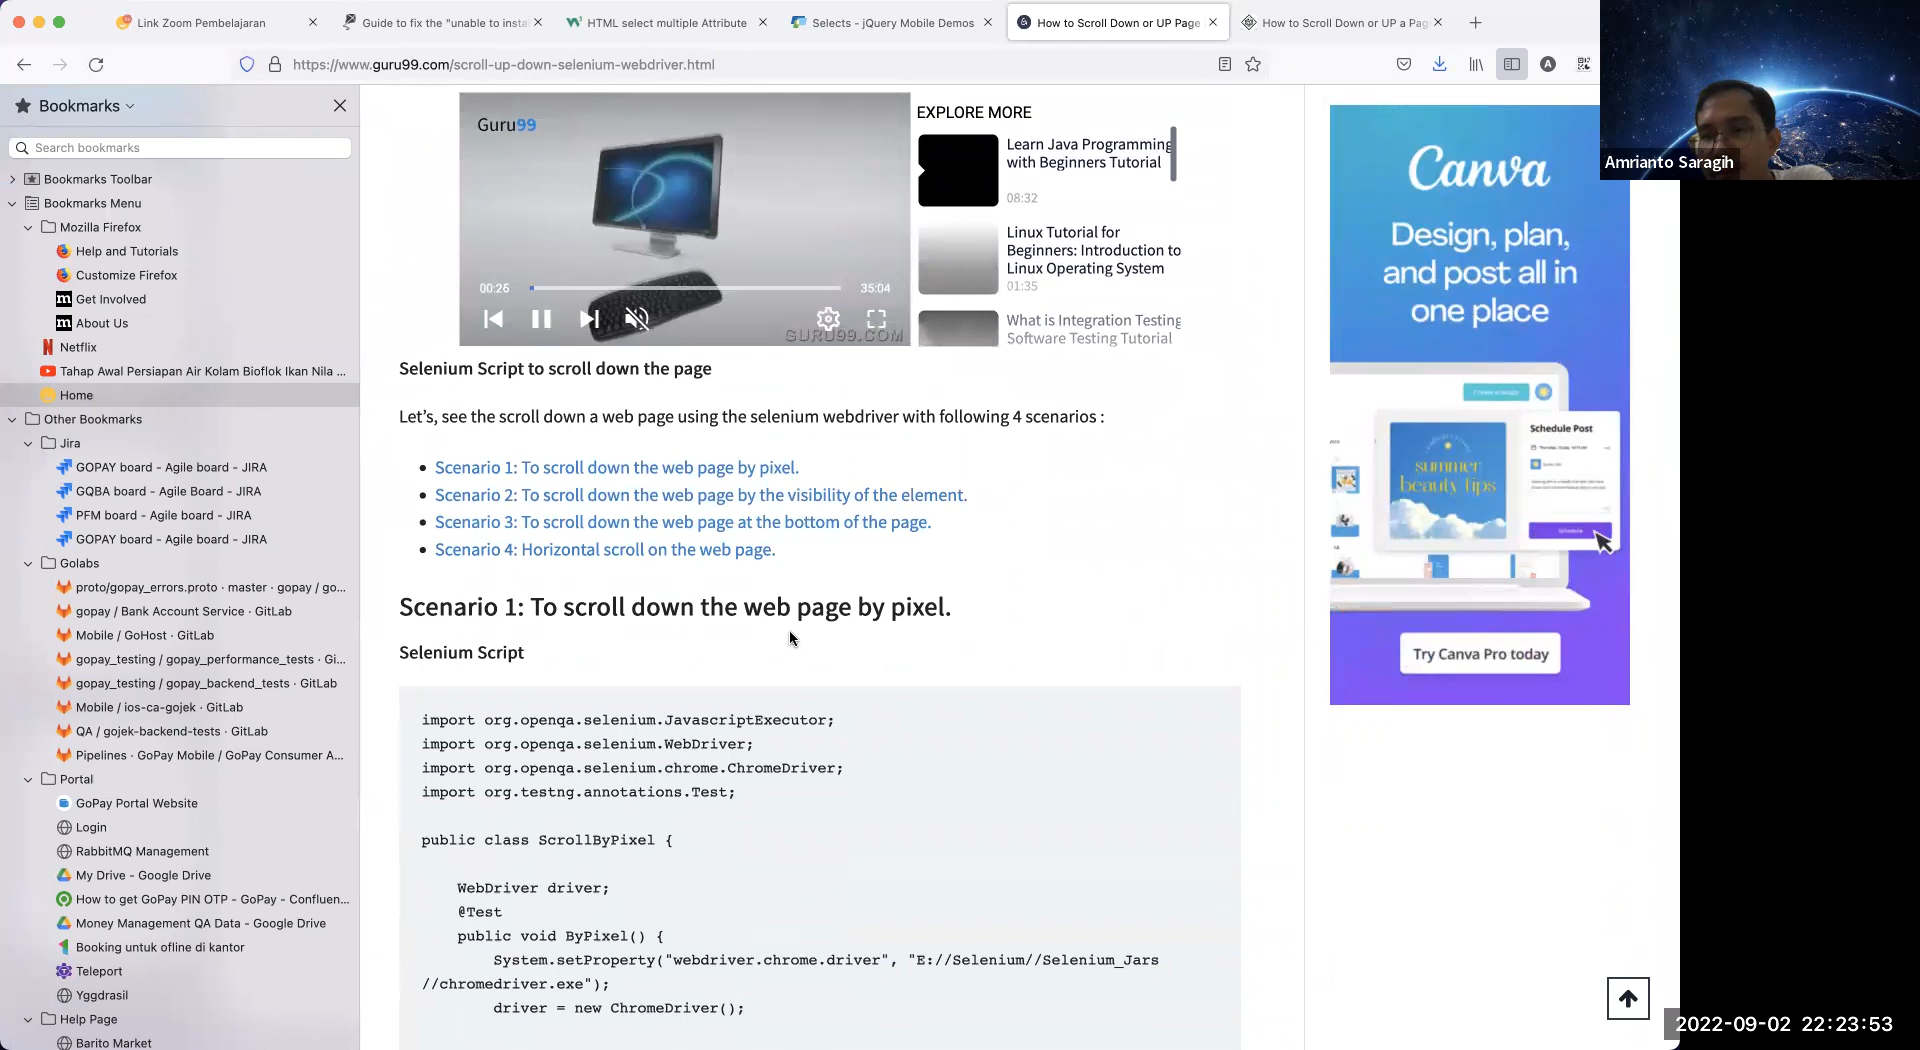 Link Zoom Pembelajaran
Guide to fix the "unable to insta
HTML select multiple Attribute
Selects - jQuery Mobile Demos
How to Scroll Down or UP Page
How to Scroll Down or UP a Pag
https://www.guru99.com/scroll-up-down-selenium-webdriver.html
Bookmarks
Search bookmarks
Bookmarks Toolbar
Bookmarks Menu
Mozilla Firefox
Help and Tutorials
Customize Firefox
Get Involved
About Us
Netflix
Tahap Awal Persiapan Air Kolam Bioflok Ikan Nila ...
Home
Other Bookmarks
Jira
GOPAY board - Agile board - JIRA
GQBA board - Agile Board - JIRA
PFM board - Agile board - JIRA
GOPAY board - Agile board - JIRA
Golabs
proto/gopay_errors.proto · master · gopay / go...
gopay / Bank Account Service · GitLab
Mobile / GoHost · GitLab
gopay_testing / gopay_performance_tests · Gi...
gopay_testing / gopay_backend_tests · GitLab
Mobile / ios-ca-gojek · GitLab
QA / gojek-backend-tests · GitLab
Pipelines · GoPay Mobile / GoPay Consumer A...
Portal
GoPay Portal Website
Login
RabbitMQ Management
My Drive - Google Drive
How to get GoPay PIN OTP - GoPay - Confluen...
Money Management QA Data - Google Drive
Booking untuk ofline di kantor
Teleport
Yggdrasil
Help Page
Barito Market
Guru99
00:26
35:04
GURU99.COM
EXPLORE MORE
Learn Java Programming
with Beginners Tutorial
08:32
Linux Tutorial for
Beginners: Introduction to
Linux Operating System
01:35
What is Integration Testing
Software Testing Tutorial
Selenium Script to scroll down the page
Let's, see the scroll down a web page using the selenium webdriver with following 4 scenarios :
• Scenario 1: To scroll down the web page by pixel.
• Scenario 2: To scroll down the web page by the visibility of the element.
• Scenario 3: To scroll down the web page at the bottom of the page.
• Scenario 4: Horizontal scroll on the web page.
Scenario 1: To scroll down the web page by pixel.
Selenium Script
import org.openqa.selenium.JavascriptExecutor;
import org.openqa.selenium.WebDriver;
import org.openqa.selenium.chrome.ChromeDriver;
import org.testng.annotations.Test;
public class ScrollByPixel {
WebDriver driver;
@Test
public void ByPixel() {
System.setProperty("webdriver.chrome.driver", "E://Selenium//Selenium_Jars
//chromedriver.exe");
driver = new ChromeDriver();
Canva
Design, plan,
and post all in
one place
Schedule Post
summer
beauty tips
Schedule
Try Canva Pro today
Amrianto Saragih
2022-09-02 22:23:53